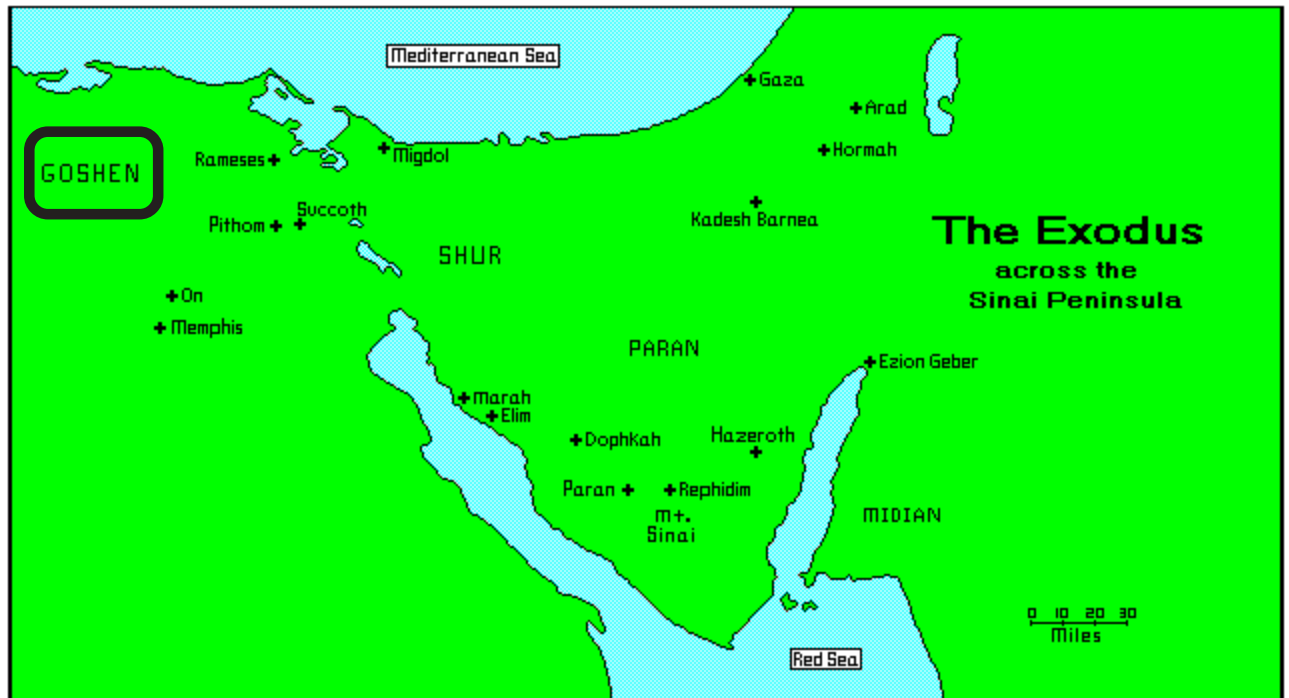 Mediterranean Sea
Gaza
Arad
Rameses
Migdol
Hormah
GOSHEN
Succoth
Pithom
Kadesh Barnea
The Exodus
across the
Sinai Peninsula
SHUR
On
Memphis
PARAN
Ezion Geber
Marah
Elim
Dophkah
Hazeroth
Paran
Rephidim
mt.
Sinai
MIDIAN
0 10 20 30
Miles
Red Sea